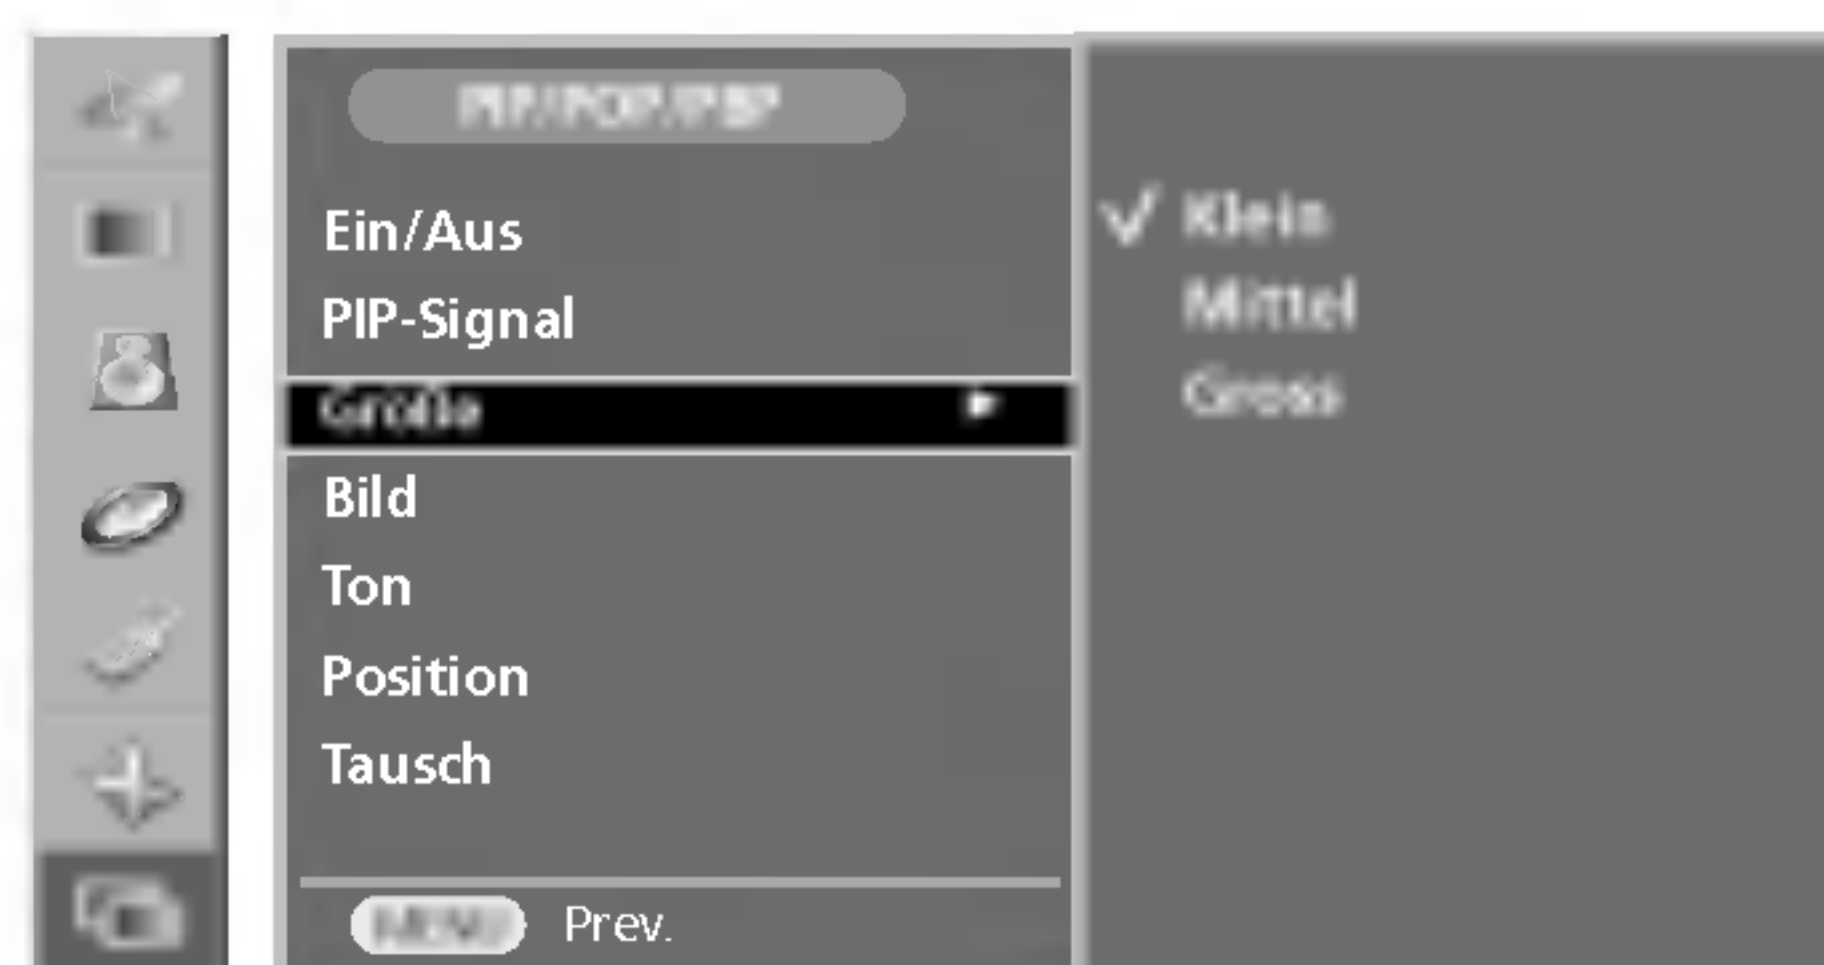 PIP/POP/PBP
Ein/Aus
PIP-Signal
Größe
Bild
Ton
Position
Tausch
MENU Prev.
Klein
Mittel
Gross